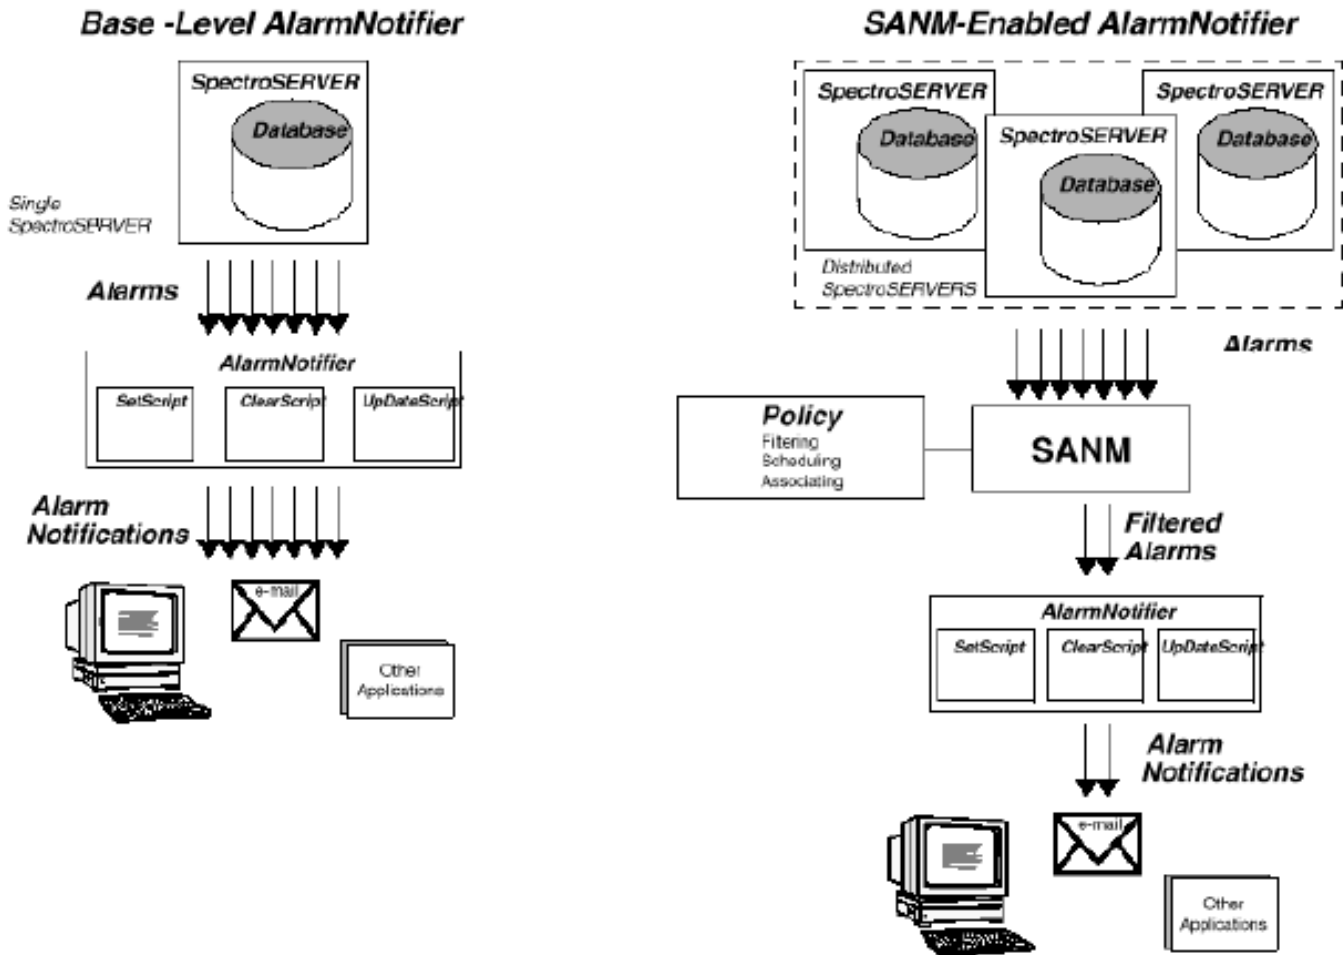 Base -Level AlarmNotifier
SpectroSERVER
Database
Single
SpectroSERVER
Alarms
AlarmNotifier
SetScript
ClearScript
UpDateScript
Alarm
Notifications
e-mail
Other
Applications
SANM-Enabled AlarmNotifier
SpectroSERVER
Database
SpectroSERVER
Database
SpectroSERVER
Database
Distributed
SpectroSERVERS
Alarms
Policy
Filtering
Scheduling
Associating
SANM
Filtered
Alarms
AlarmNotifier
SetScript
ClearScript
UpDateScript
Alarm
Notifications
e-mail
Other
Applications